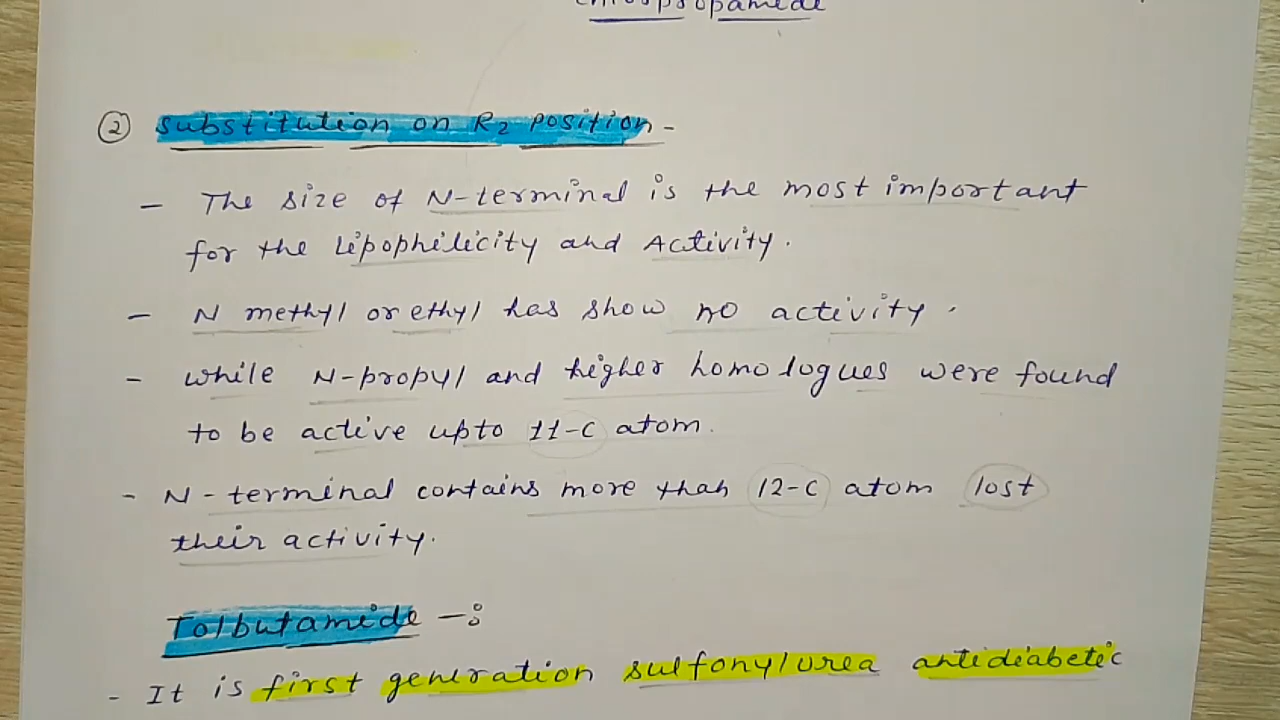 ② Substitution on R2 position -
- The size of N-terminal is the most important
for the Lipophilicity and Activity.
- N methyl or ethyl has show no activity.
- while N-propyl and higher homologues were found
to be active upto 11-C atom.
- N-terminal contains more than 12-C atom lost
their activity.
Tolbutamide -:
- It is first generation sulfonylurea antidiabetic